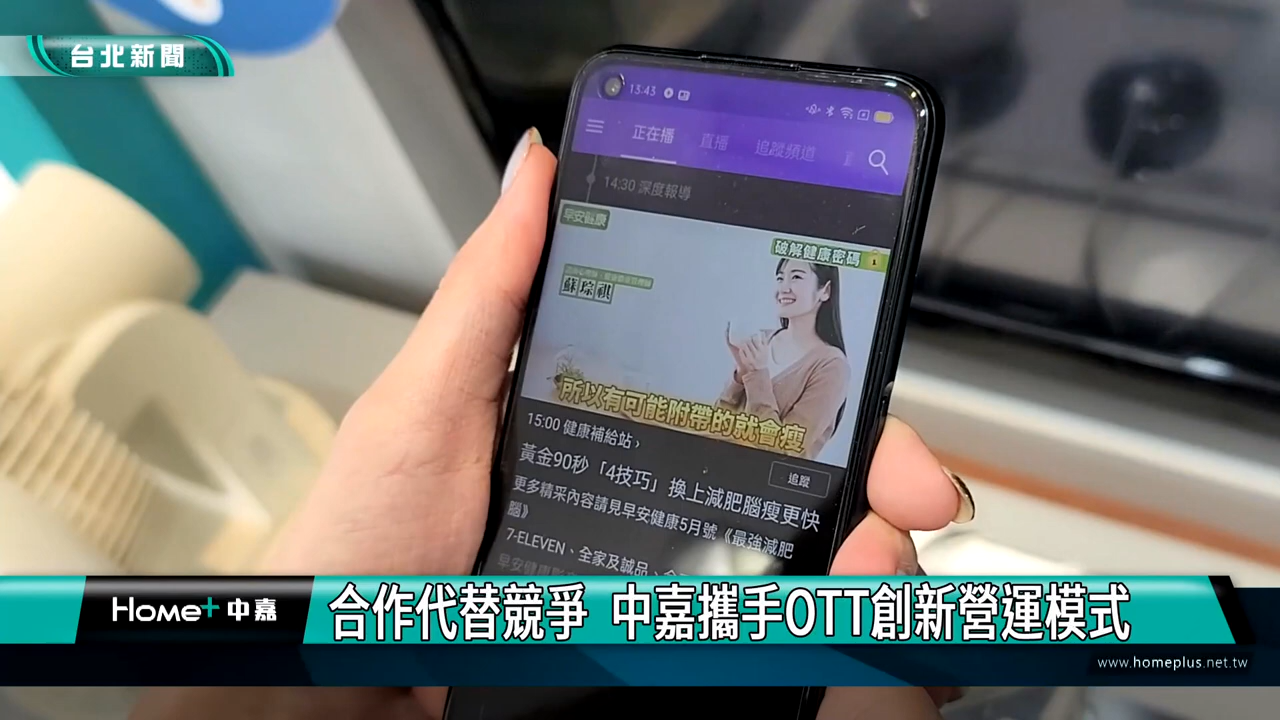 台北新聞
15:43
正在播 直播 追蹤頻道
14:30 深度報導
早安健康
破解健康密碼
蘇琮祺
所以有可能附帶的就會瘦
15:00 健康補給站 ›
追蹤
黃金90秒「4技巧」換上減肥腦瘦更快
更多精采內容請見早安健康5月號《最強減肥
腦》
7-ELEVEN、全家及誠品、金
Home+ 中嘉
合作代替競爭 中嘉攜手OTT創新營運模式
www.homeplus.net.tw